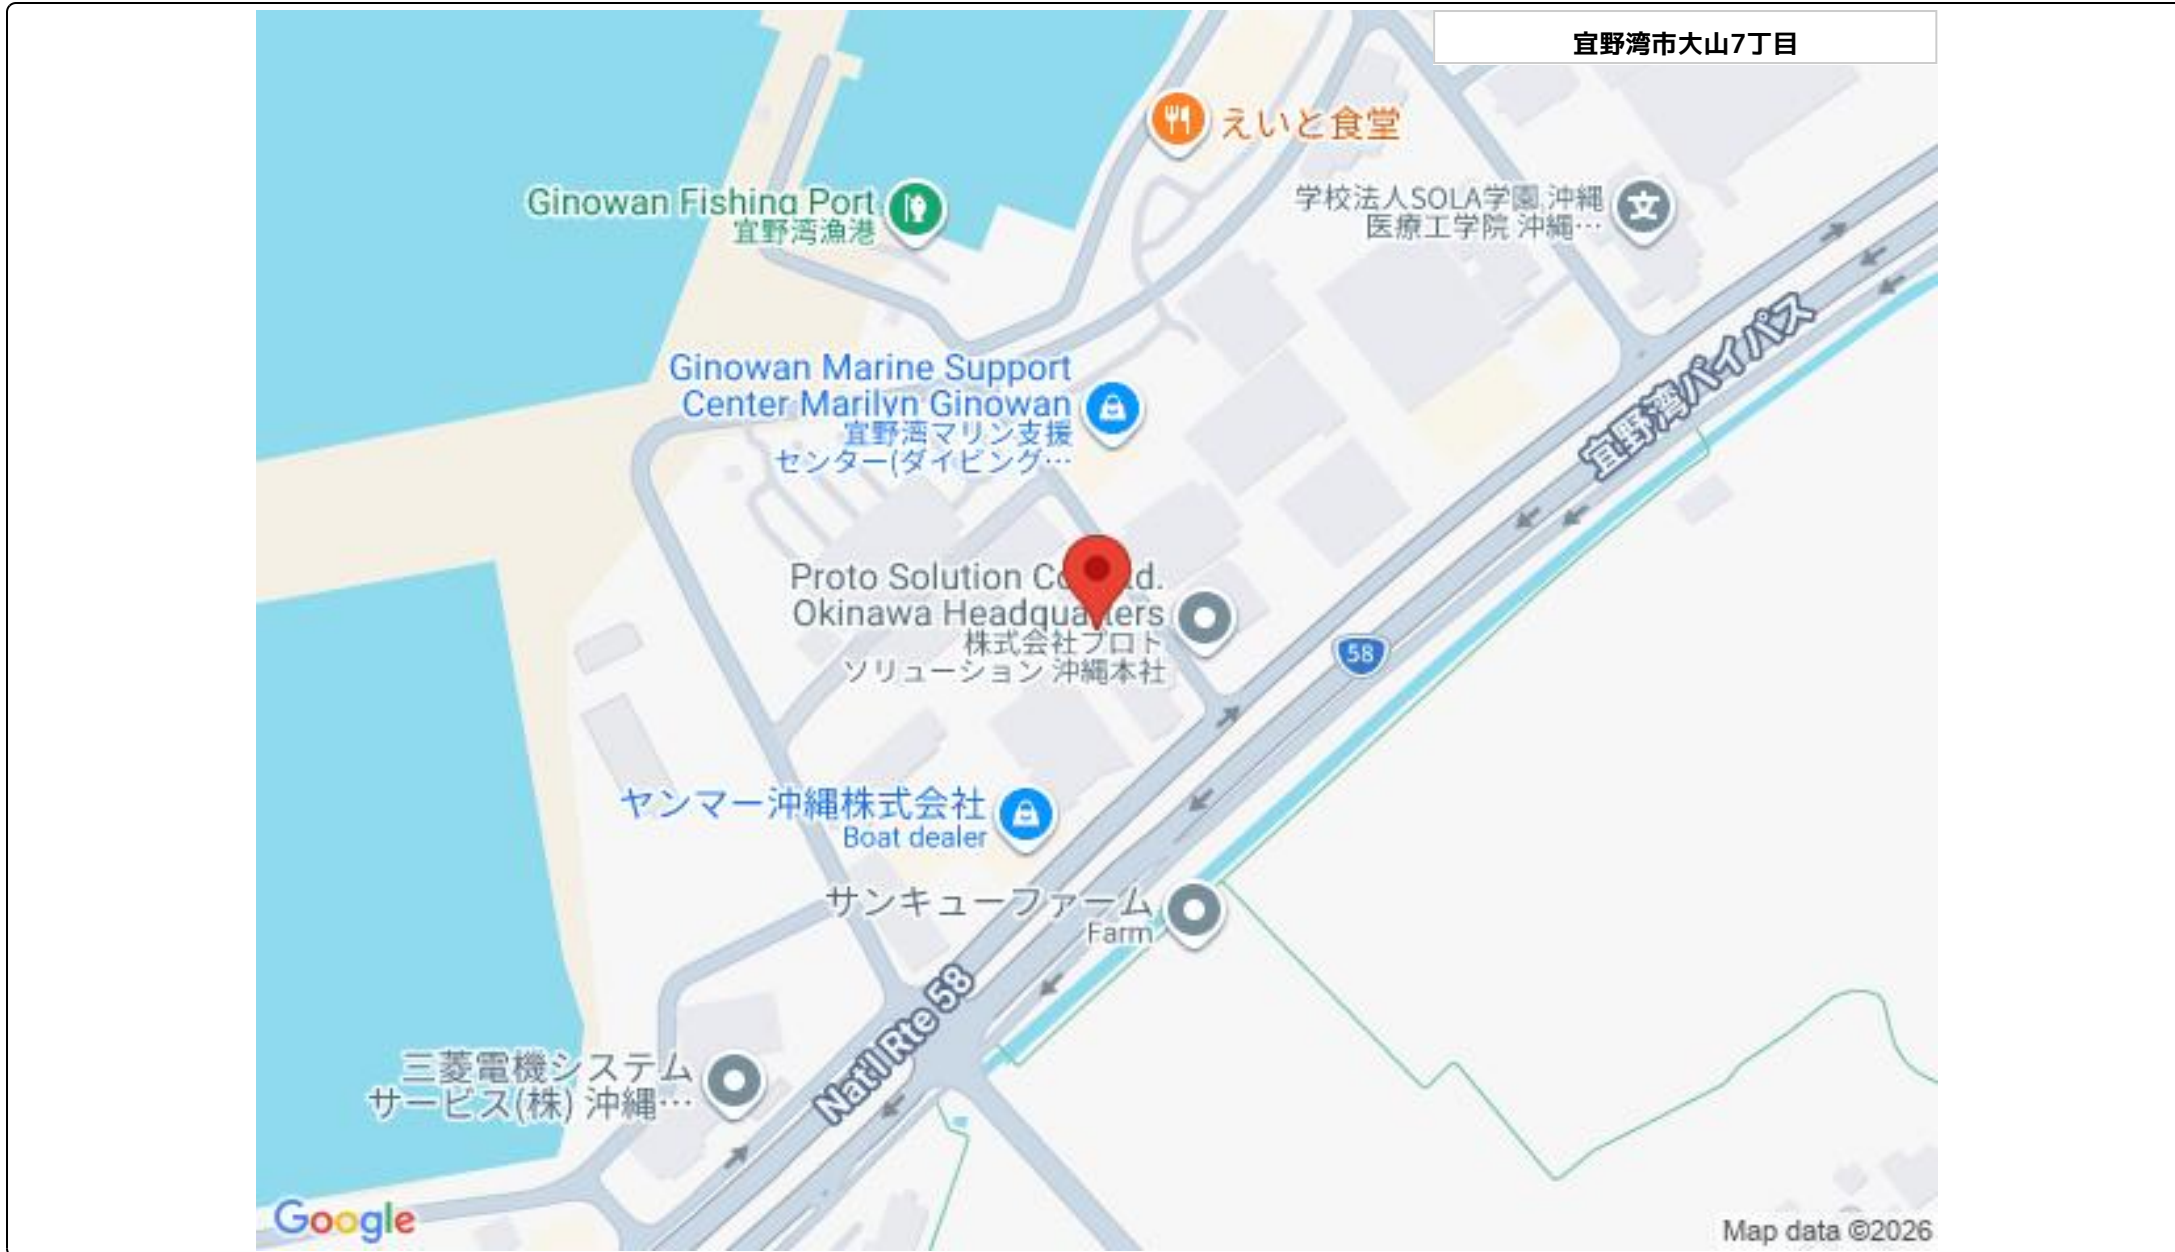 宜野湾市大山7丁目
えいと食堂
Ginowan Fishing Port
宜野湾漁港
学校法人SOLA学園 沖縄
医療工学院 沖縄…
宜野湾バイパス
Ginowan Marine Support
Center Marilyn Ginowan
宜野湾マリン支援
センター(ダイビング…
Proto Solution Co
td.
Okinawa Headquarters
株式会社プロト
ソリューション 沖縄本社
58
ヤンマー沖縄株式会社
Boat dealer
サンキューファーム
Farm
Nat'l Rte 58
三菱電機システム
サービス(株) 沖縄…
Google
Map data ©2026